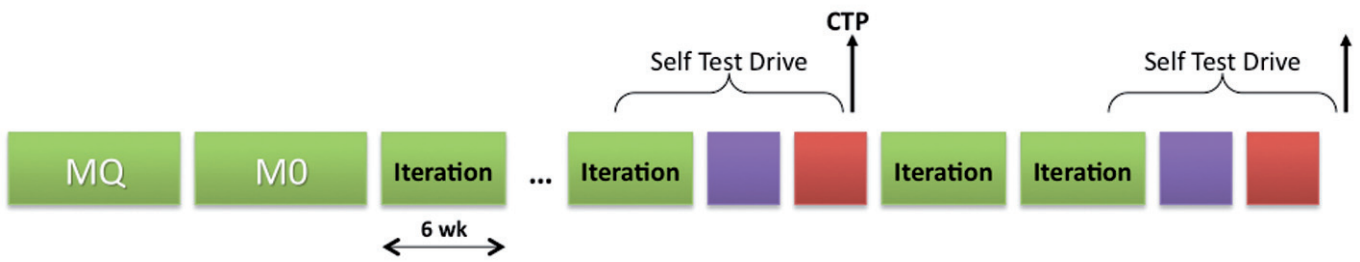 CTP
Self Test Drive
Self Test Drive
MQ
M0
Iteration
...
Iteration
Iteration
Iteration
6 wk